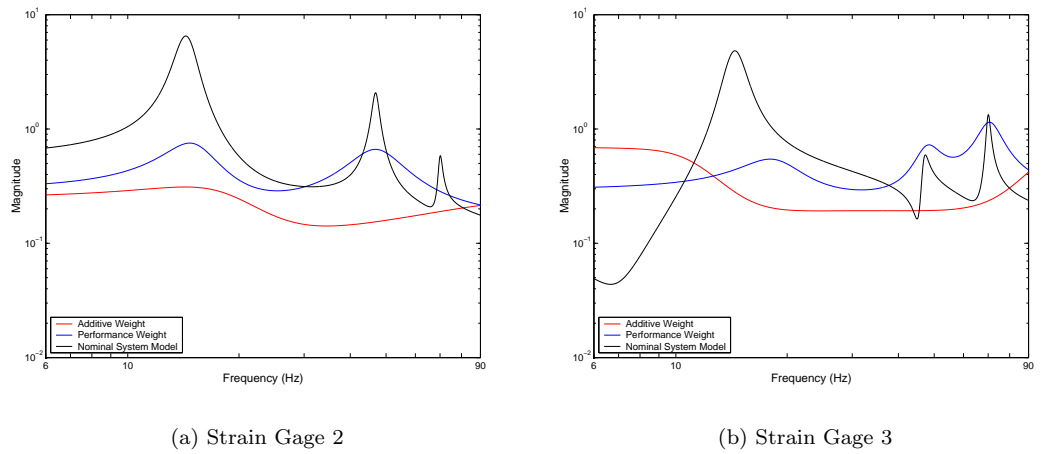 10^1
10^0
10^-1
10^-2
Magnitude
6
10
90
Frequency (Hz)
Additive Weight
Performance Weight
Nominal System Model
(a) Strain Gage 2
10^1
10^0
10^-1
10^-2
Magnitude
6
10
90
Frequency (Hz)
Additive Weight
Performance Weight
Nominal System Model
(b) Strain Gage 3